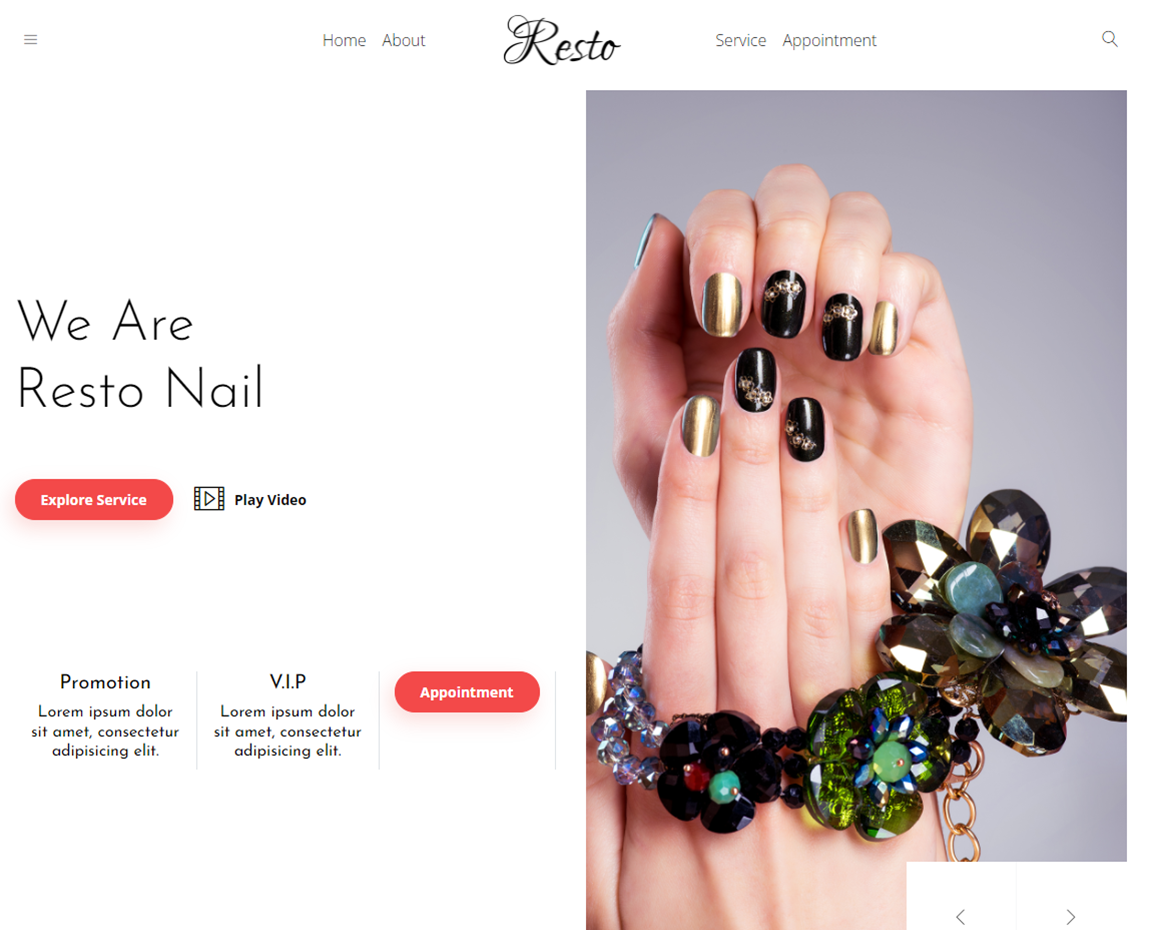 Home About Resto Service Appointment
We Are
Resto Nail
Explore Service Play Video
Promotion
Lorem ipsum dolor
sit amet, consectetur
adipisicing elit.
V.I.P
Lorem ipsum dolor
sit amet, consectetur
adipisicing elit.
Appointment